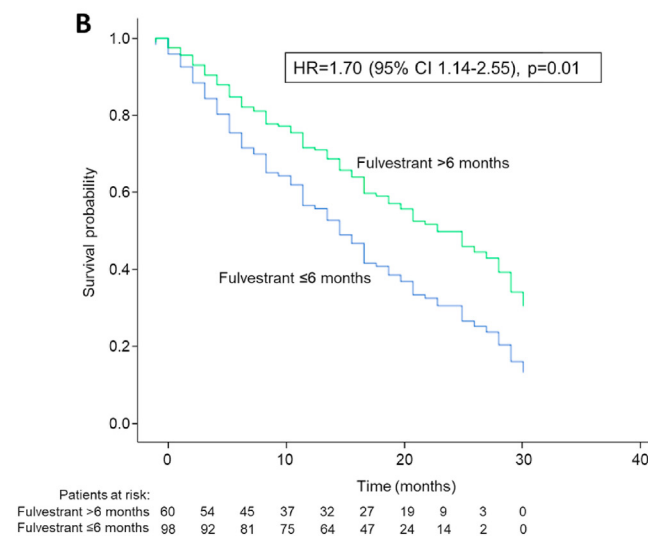 B
HR=1.70 (95% CI 1.14-2.55), p=0.01
1.0
0.8
0.6
0.4
0.2
0.0
Survival probability
Fulvestrant >6 months
Fulvestrant ≤6 months
0 10 20 30 40
Time (months)
Patients at risk:
Fulvestrant >6 months 60 54 45 37 32 27 19 9 3 0
Fulvestrant ≤6 months 98 92 81 75 64 47 24 14 2 0